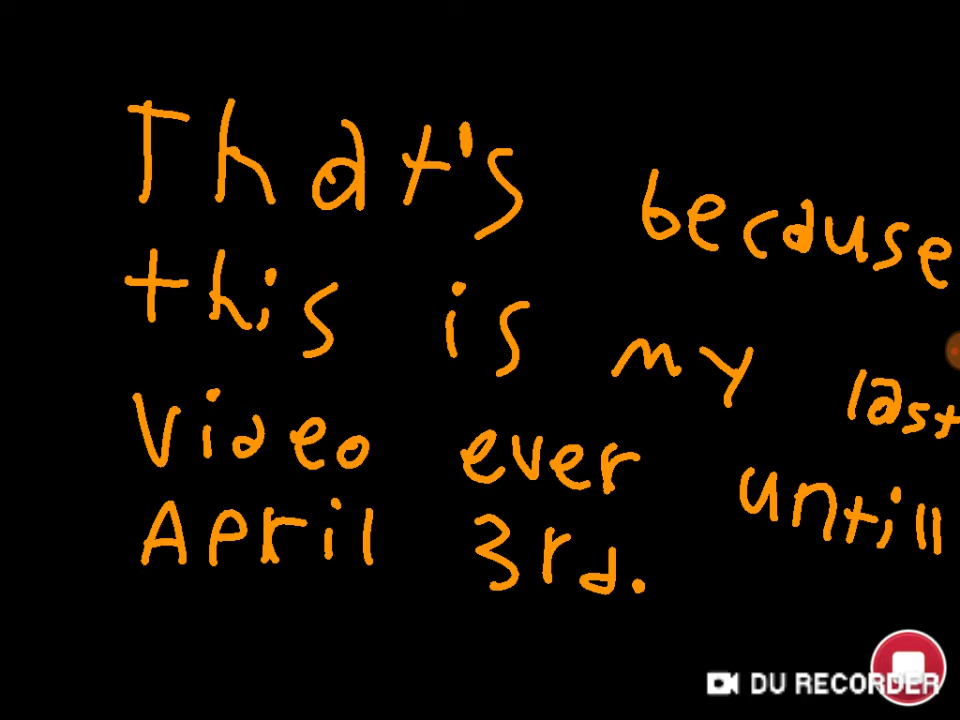 That's because
this is my last
Video ever untill
April 3rd.
DU RECORDER